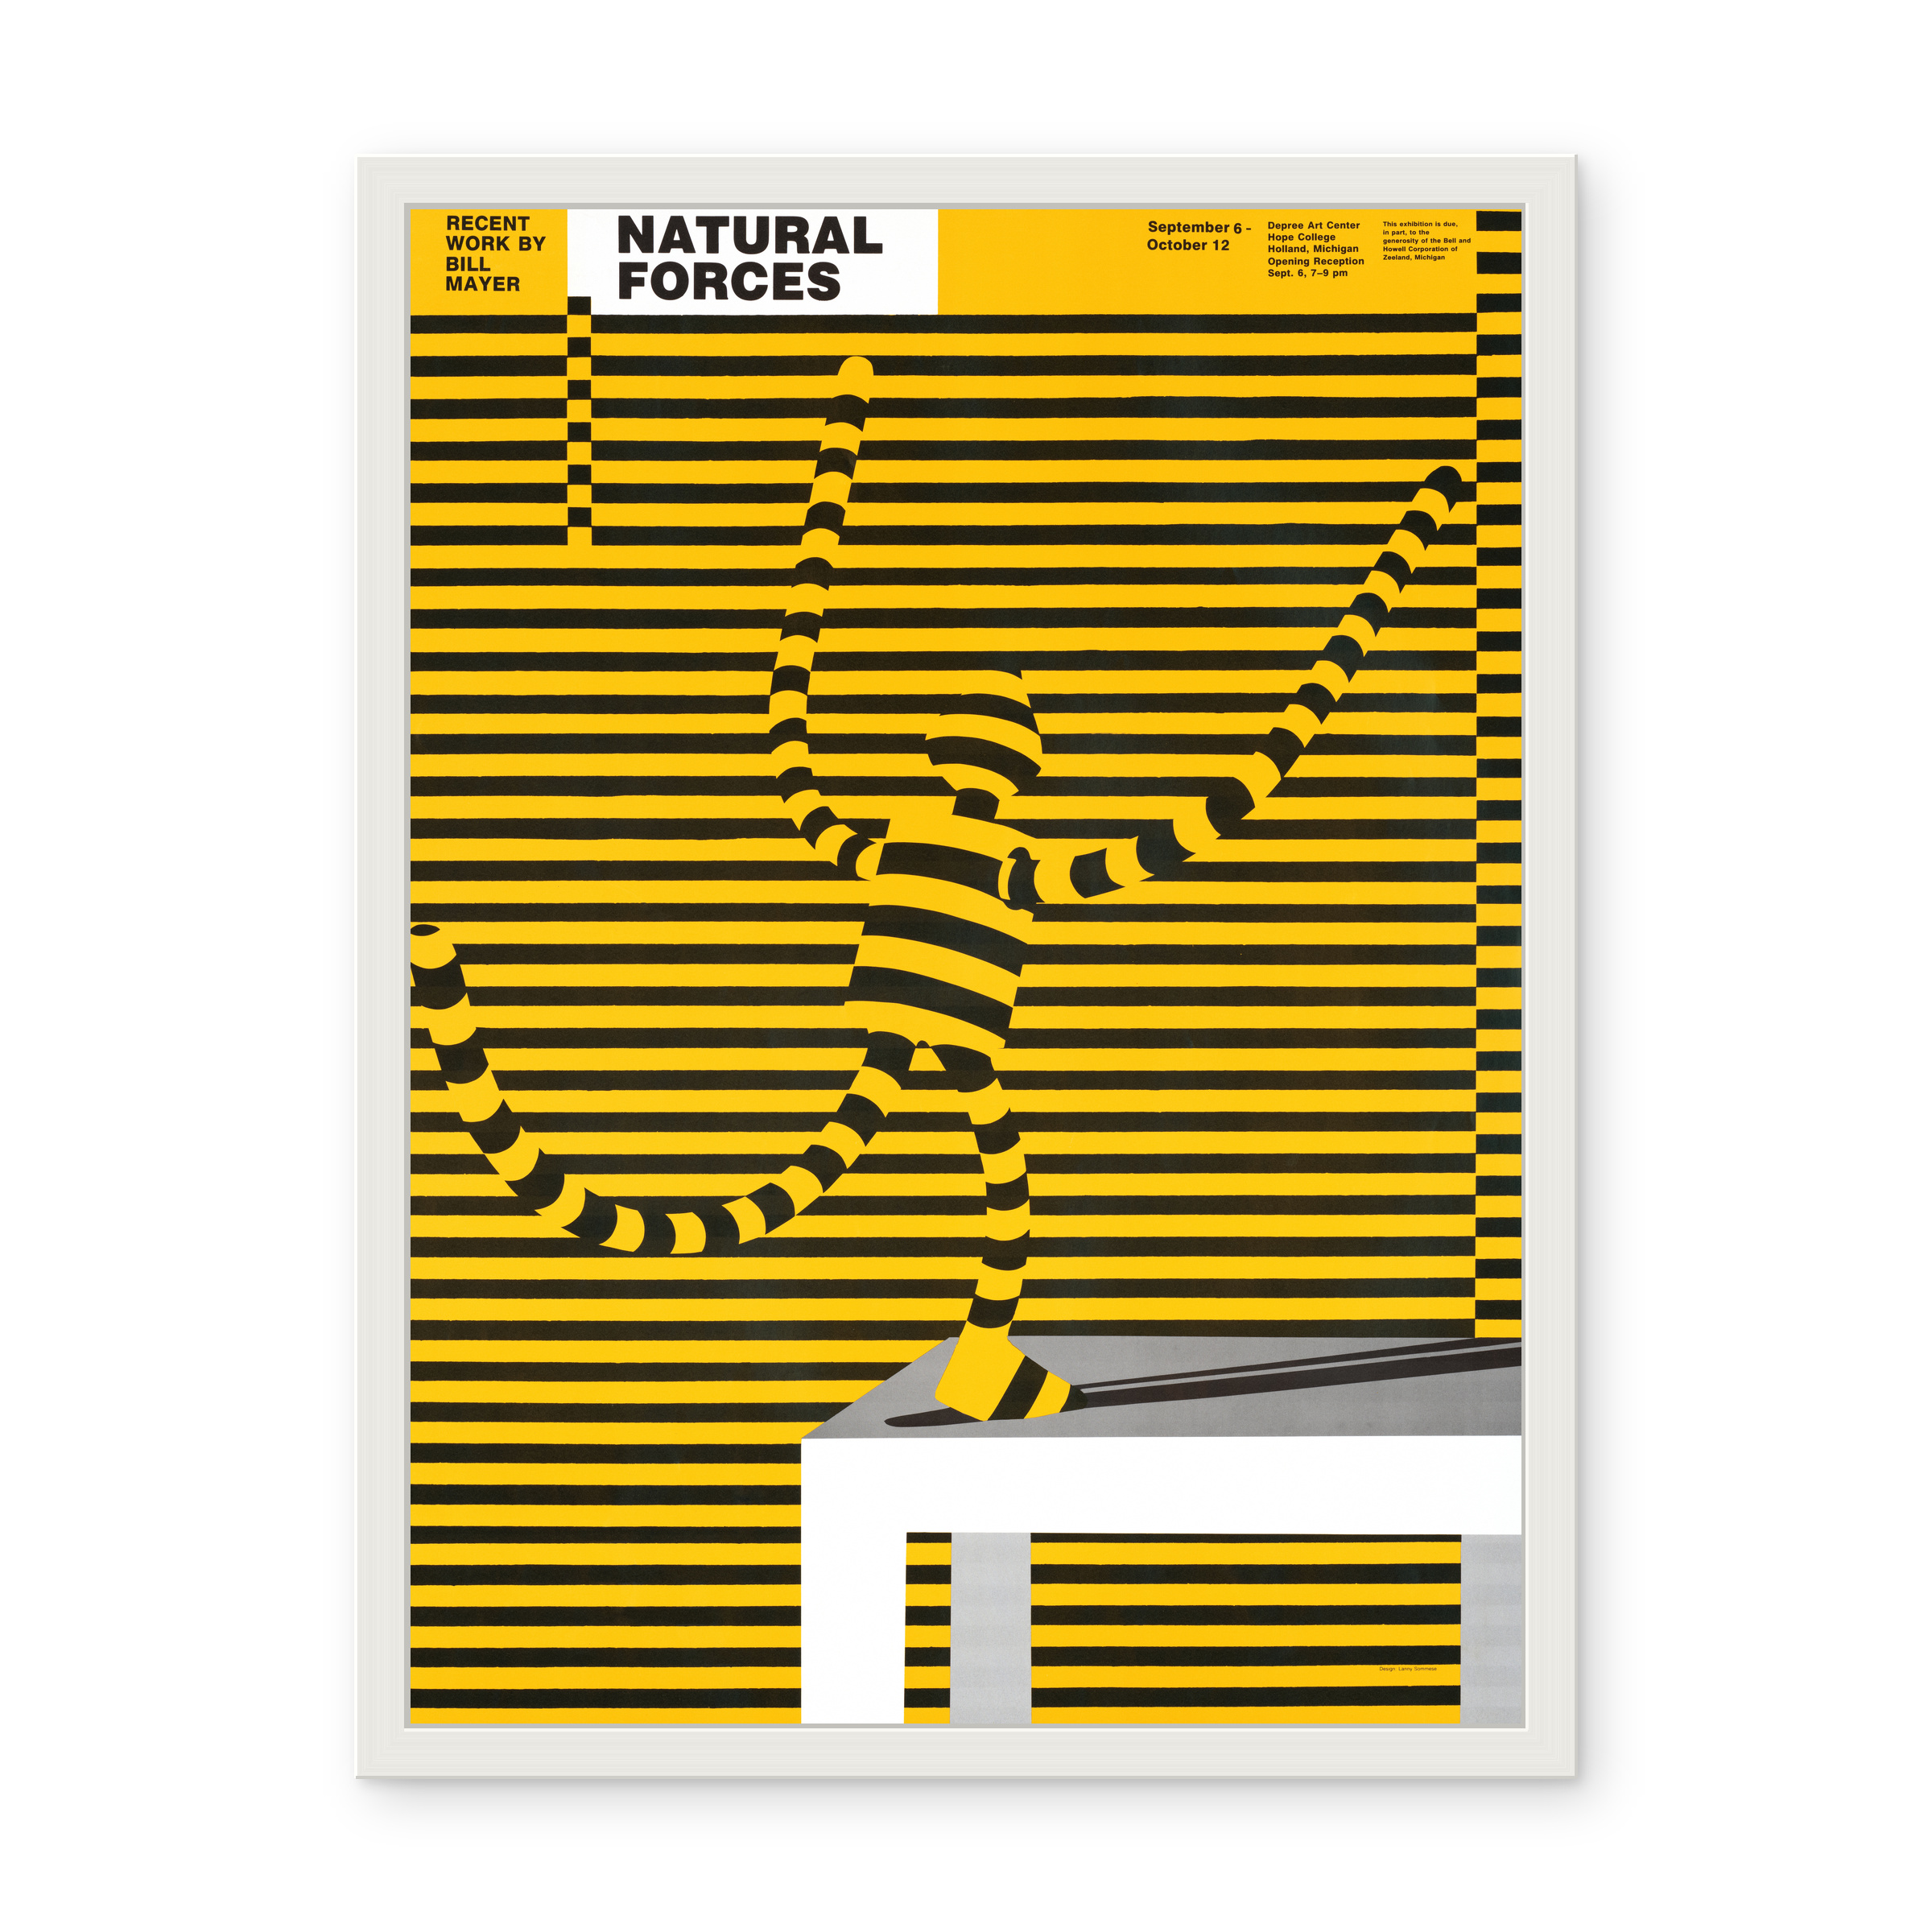 RECENT
WORK BY
BILL
MAYER
NATURAL
FORCES
September 6 -
October 12
Depree Art Center
Hope College
Holland, Michigan
Opening Reception
Sept. 6, 7–9 pm
This exhibition is due,
in part, to the
generosity of the Bell and
Howell Corporation of
Zeeland, Michigan
Design: Lanny Sommese